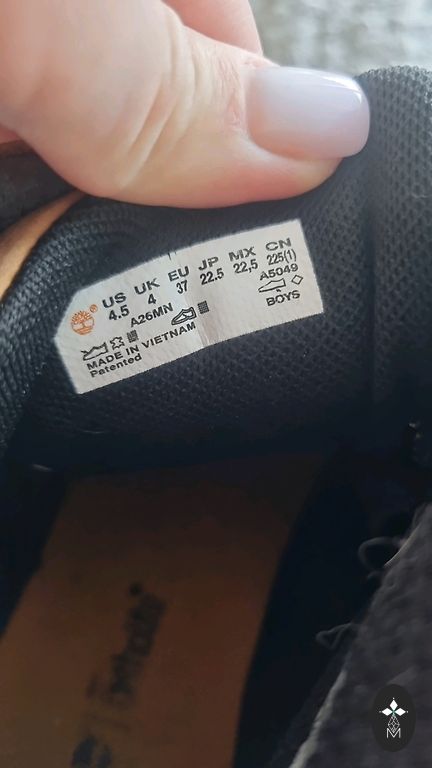 US UK EU JP MX CN
4.5 4 37 22.5 22,5 225(1)
A26MN A5049
BOYS
MADE IN VIETNAM
Patented
M